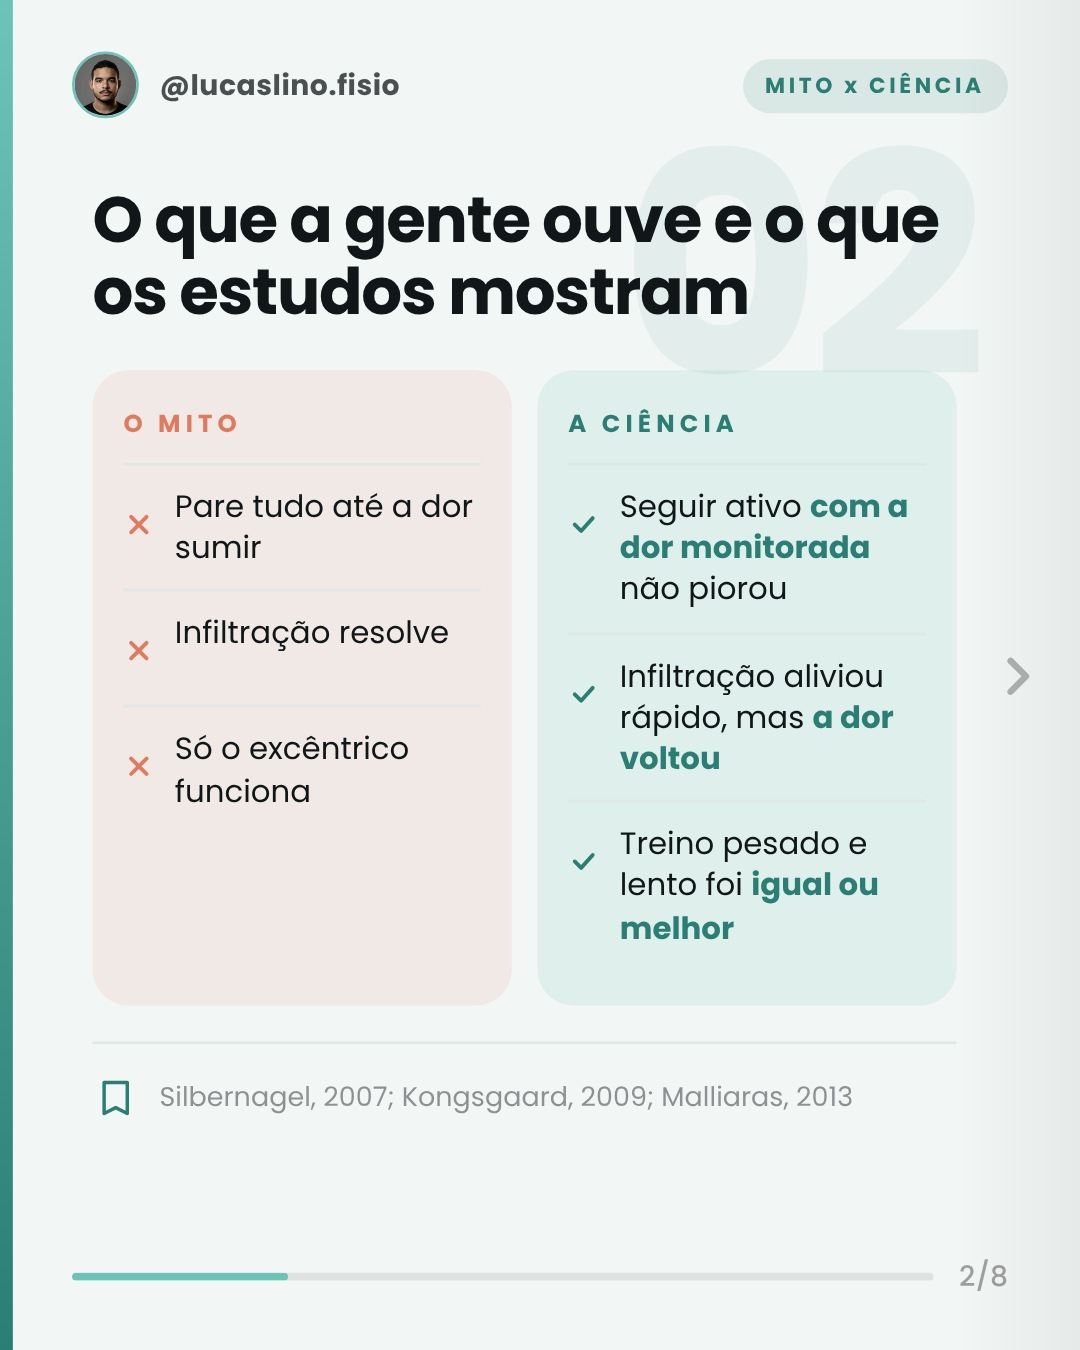 @lucaslino.fisio
MITO x CIÊNCIA
02
O que a gente ouve e o que
os estudos mostram
O MITO
Pare tudo até a dor
sumir
Infiltração resolve
Só o excêntrico
funciona
A CIÊNCIA
Seguir ativo com a
dor monitorada
não piorou
Infiltração aliviou
rápido, mas a dor
voltou
Treino pesado e
lento foi igual ou
melhor
Silbernagel, 2007; Kongsgaard, 2009; Malliaras, 2013
2/8